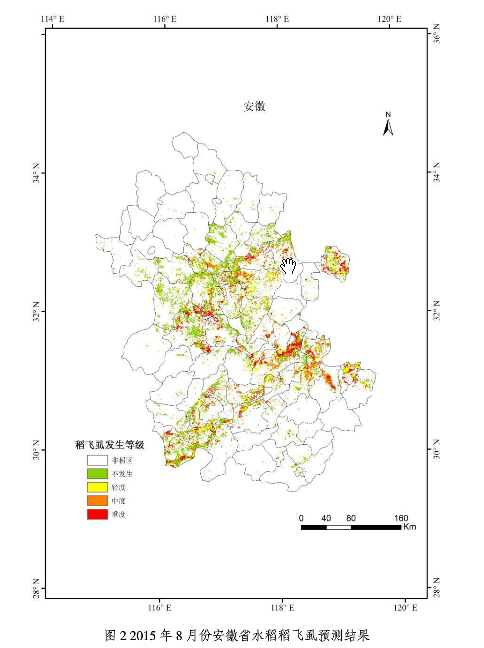 114° E
116° E
118° E
120° E
36° N
安徽
N
34° N
34° N
32° N
32° N
稻飞虱发生等级
非稻区
不发生
轻度
中度
重度
30° N
30° N
0 40 80 160
Km
28° N
28° N
116° E
118° E
120° E
图 2 2015 年 8 月份安徽省水稻稻飞虱预测结果